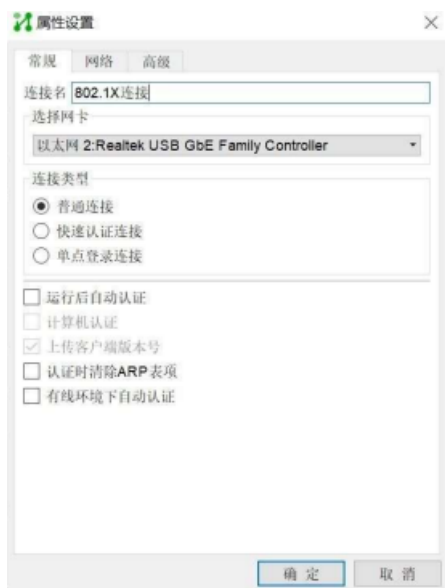 属性设置
常规 网络 高级
连接名 802.1X连接
选择网卡
以太网 2:Realtek USB GbE Family Controller
连接类型
普通连接
快速认证连接
单点登录连接
运行后自动认证
计算机认证
上传客户端版本号
认证时清除ARP表项
有线环境下自动认证
确 定 取 消